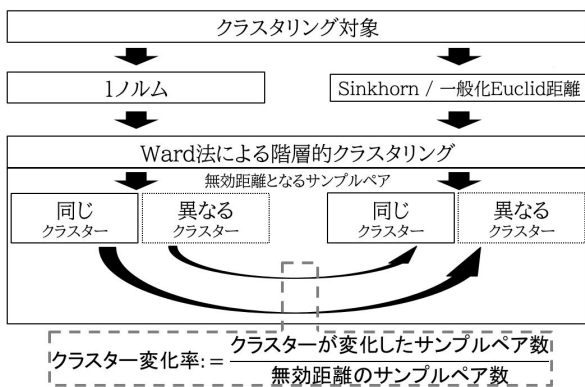 クラスタリング対象
1ノルム
Sinkhorn / 一般化Euclid距離
Ward法による階層的クラスタリング
無効距離となるサンプルペア
同じ
クラスター
異なる
クラスター
同じ
クラスター
異なる
クラスター
クラスター変化率:=
クラスターが変化したサンプルペア数
無効距離のサンプルペア数